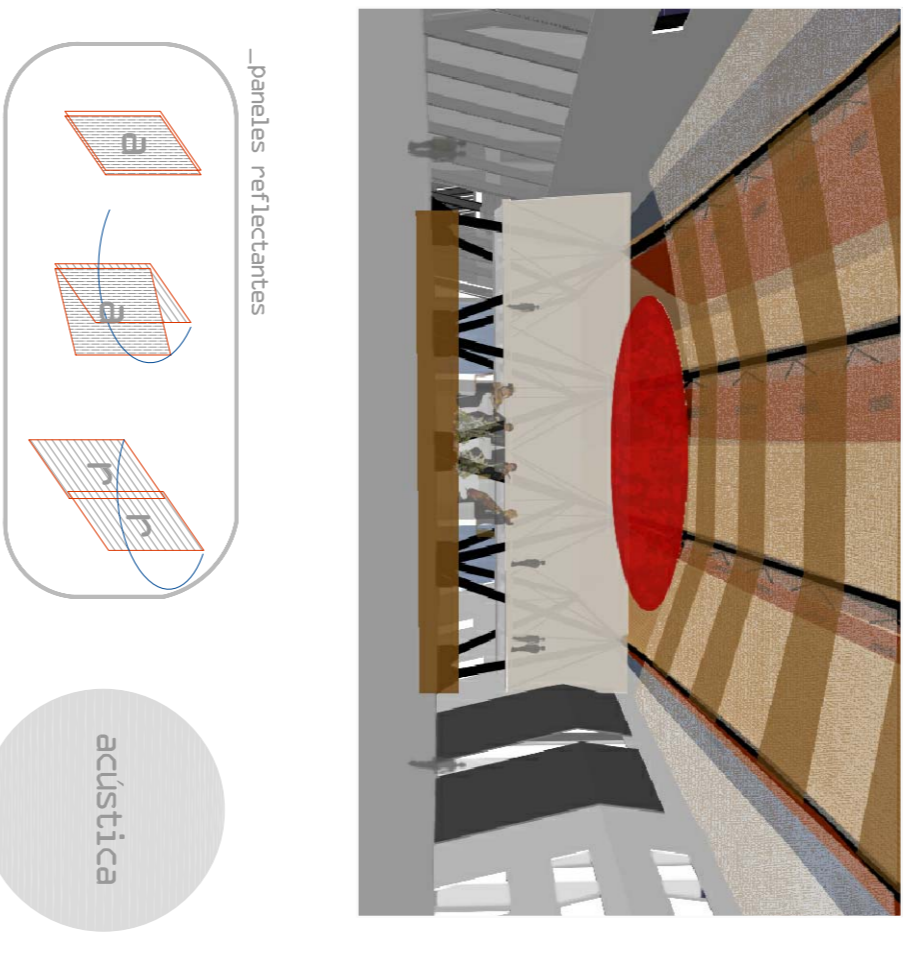 _paneles reflectantes
a
a
r r
acústica